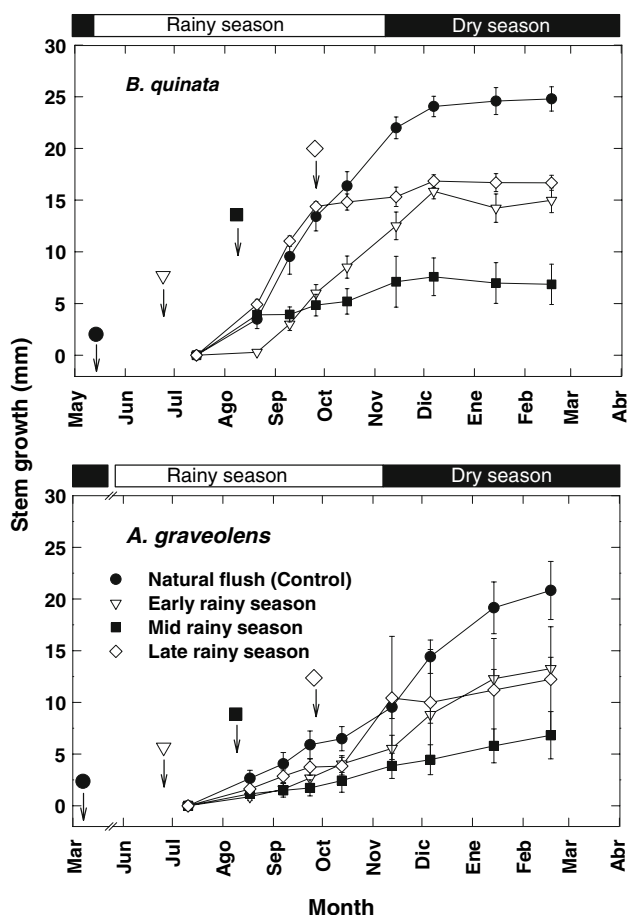 Rainy season Dry season
30
B. quinata
25
20
15
10
5
0
May Jun Jul Ago Sep Oct Nov Dic Ene Feb Mar Abr
Stem growth (mm)
Rainy season Dry season
30
A. graveolens
25
Natural flush (Control)
Early rainy season
20
Mid rainy season
Late rainy season
15
10
5
0
Mar Jun Jul Ago Sep Oct Nov Dic Ene Feb Mar Abr
Month